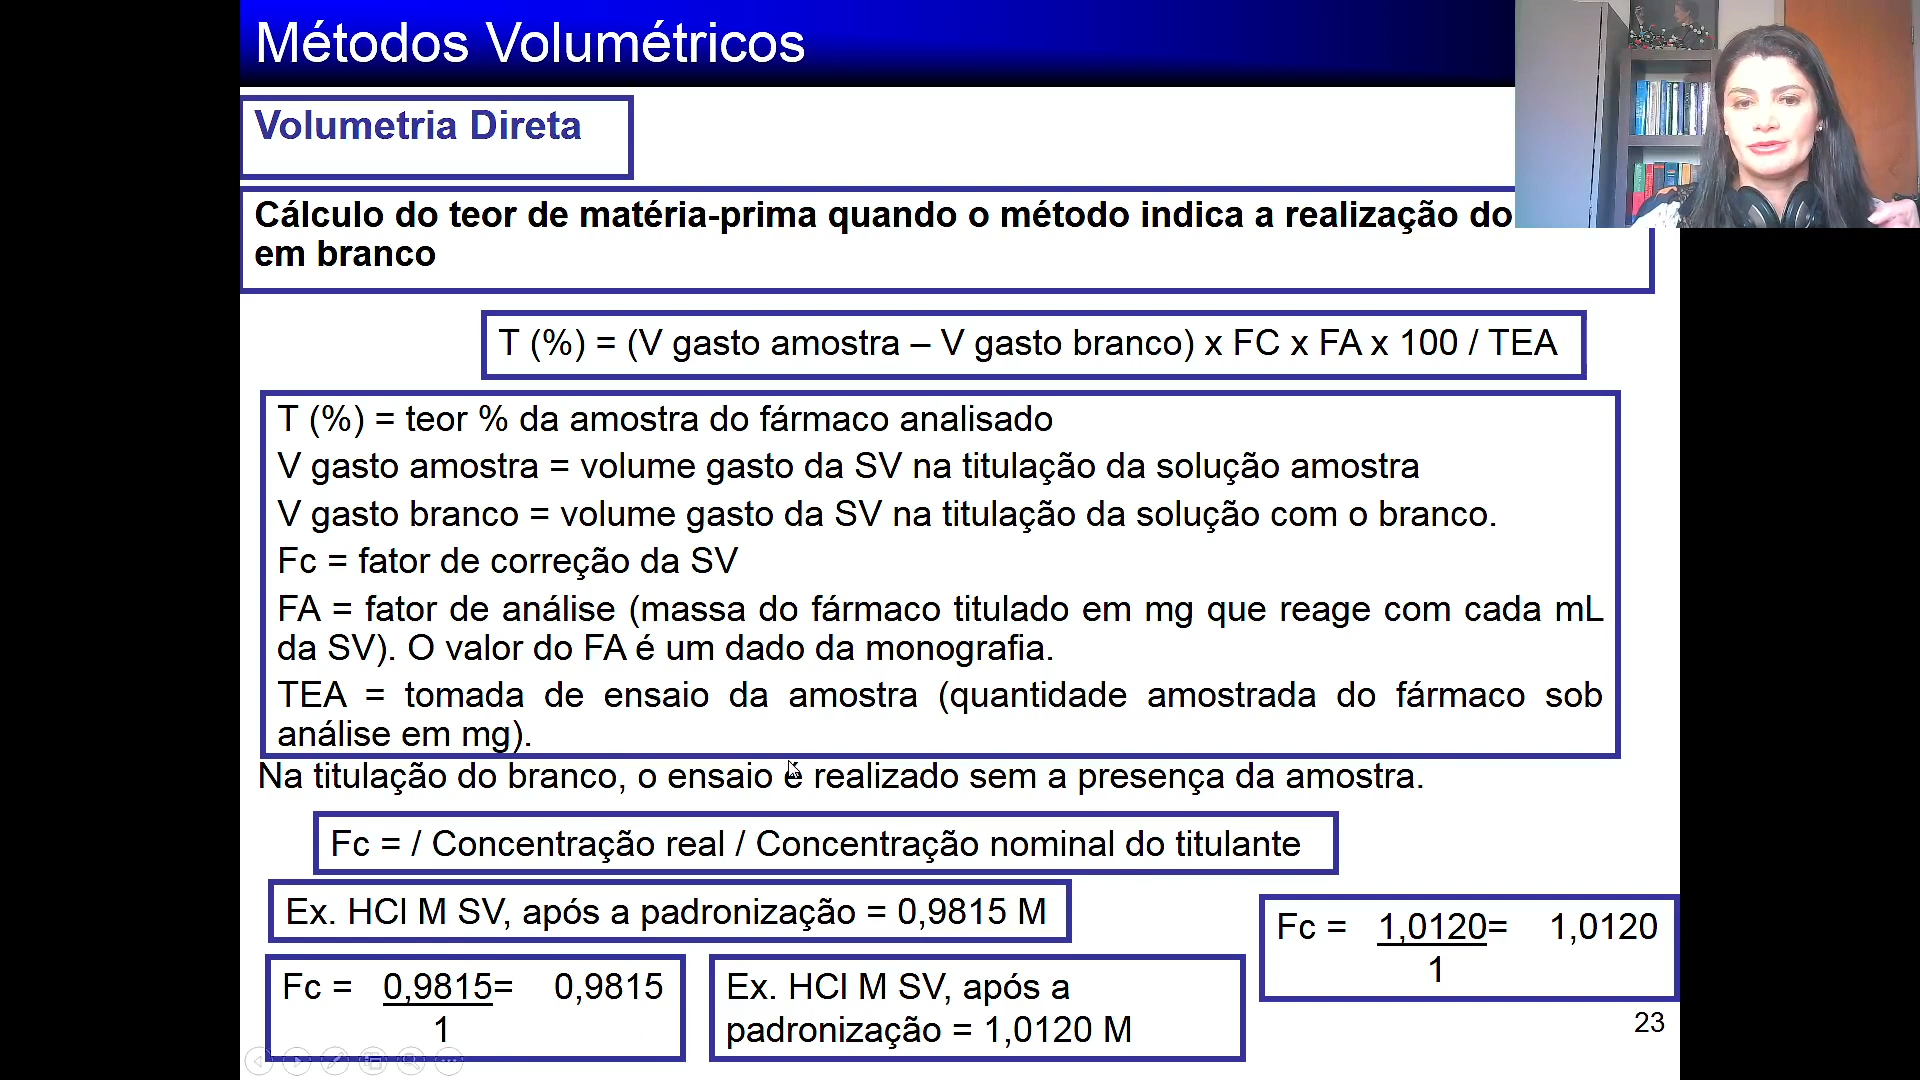 Métodos Volumétricos
Volumetria Direta
Cálculo do teor de matéria-prima quando o método indica a realização do
em branco
T (%) = (V gasto amostra – V gasto branco) x FC x FA x 100 / TEA
T (%) = teor % da amostra do fármaco analisado
V gasto amostra = volume gasto da SV na titulação da solução amostra
V gasto branco = volume gasto da SV na titulação da solução com o branco.
Fc = fator de correção da SV
FA = fator de análise (massa do fármaco titulado em mg que reage com cada mL
da SV). O valor do FA é um dado da monografia.
TEA = tomada de ensaio da amostra (quantidade amostrada do fármaco sob
análise em mg).
Na titulação do branco, o ensaio é realizado sem a presença da amostra.
Fc = / Concentração real / Concentração nominal do titulante
Ex. HCl M SV, após a padronização = 0,9815 M
Fc = 0,9815= 0,9815
1
Ex. HCl M SV, após a
padronização = 1,0120 M
Fc = 1,0120= 1,0120
1
23